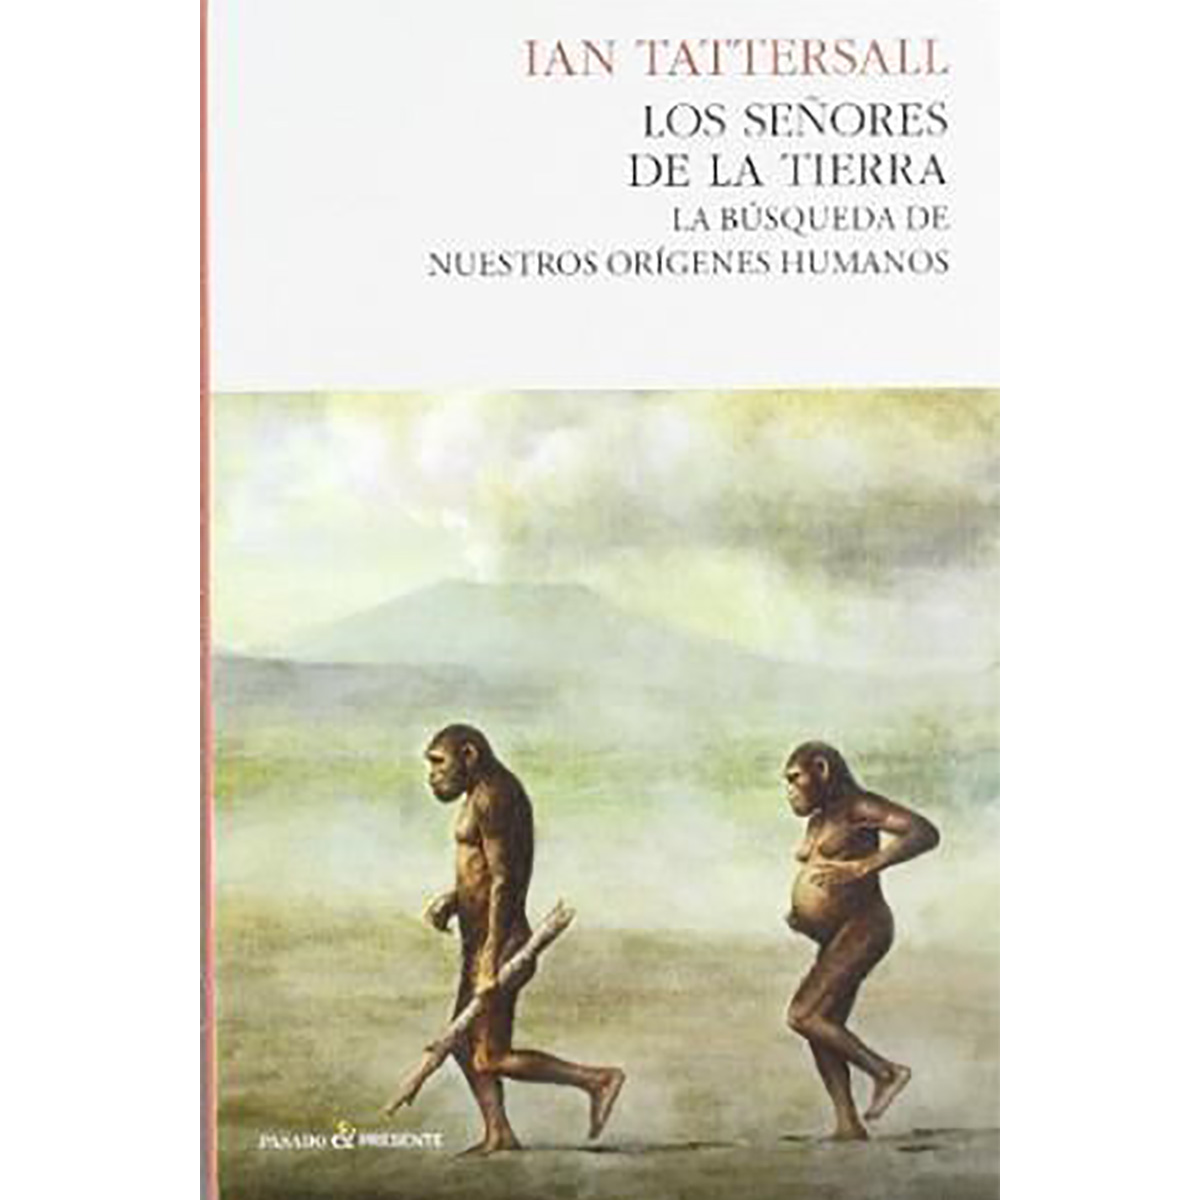 IAN TATTERSALL
LOS SEÑORES
DE LA TIERRA
LA BÚSQUEDA DE
NUESTROS ORÍGENES HUMANOS
PASADO & PRESENTE